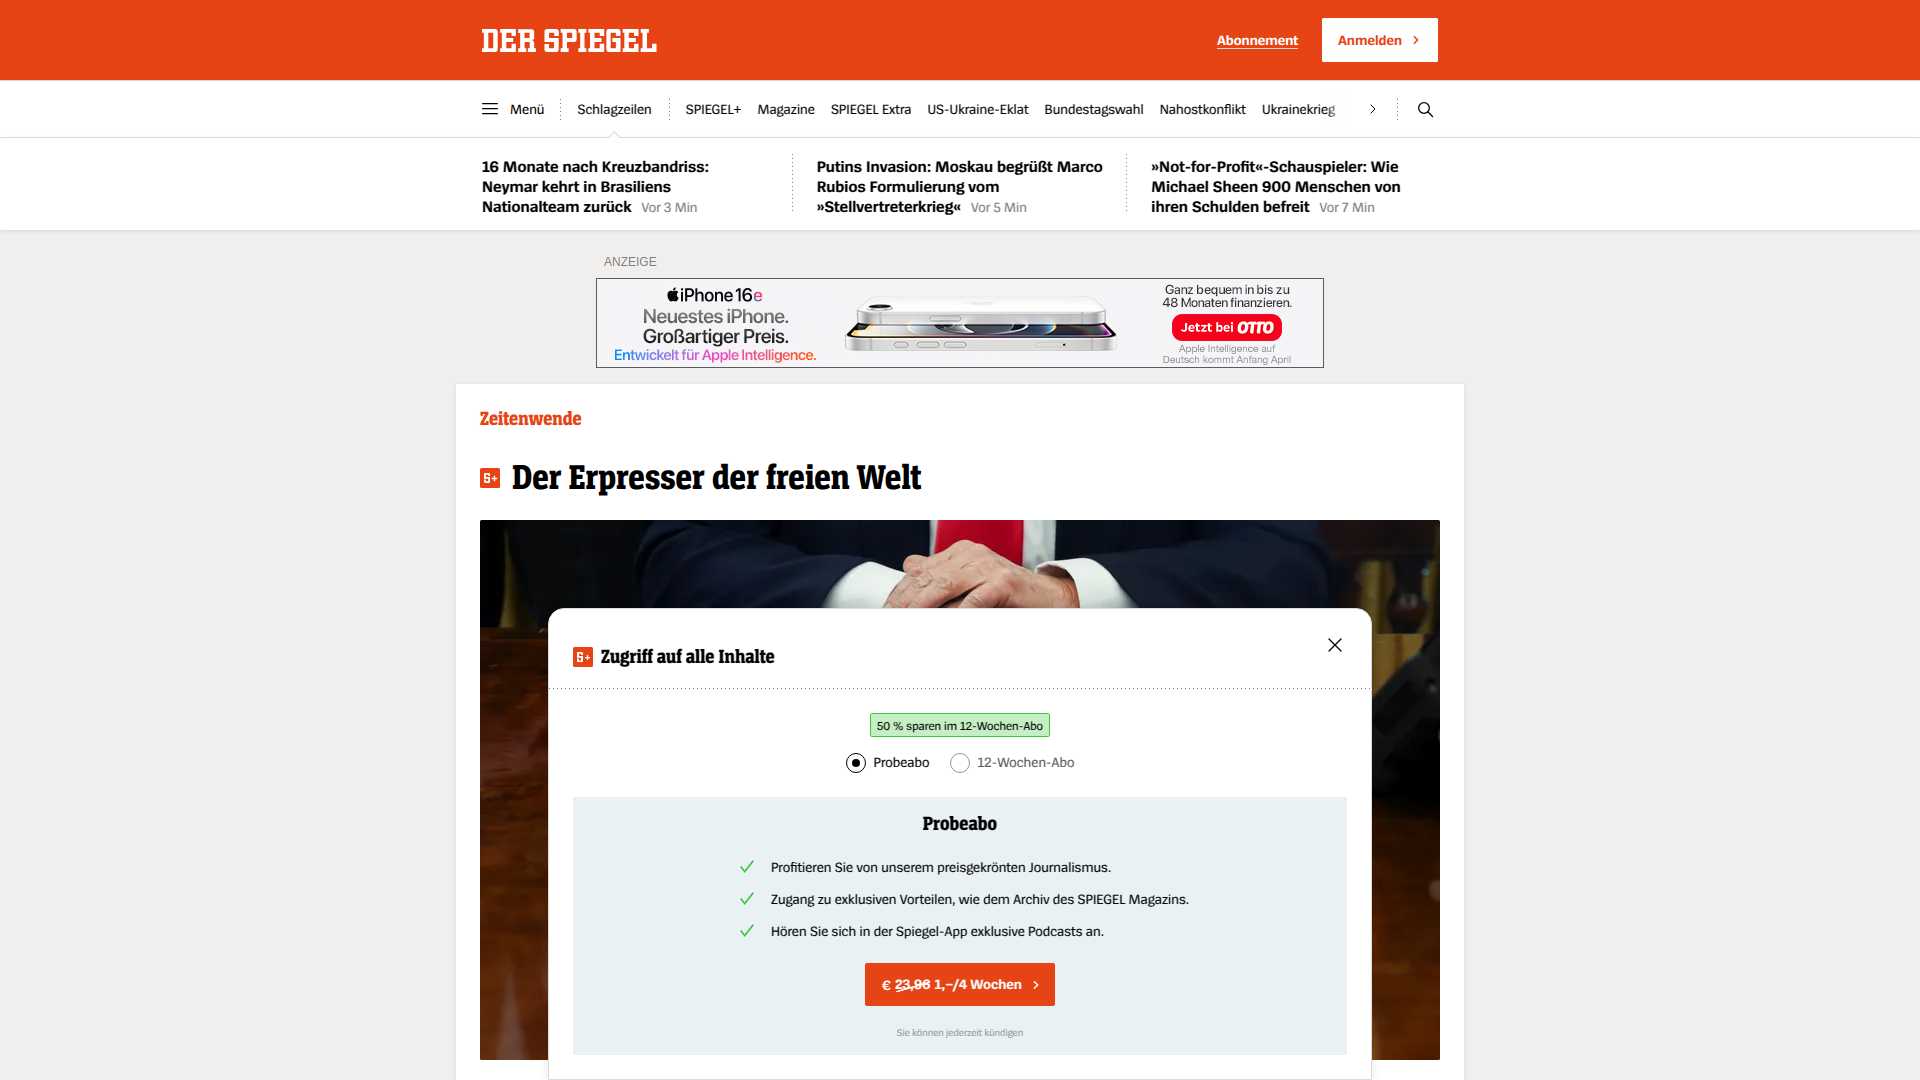 DER SPIEGEL
Abonnement
Anmelden
Menü
Schlagzeilen
SPIEGEL+
Magazine
SPIEGEL Extra
US-Ukraine-Eklat
Bundestagswahl
Nahostkonflikt
Ukrainekrieg
16 Monate nach Kreuzbandriss:
Neymar kehrt in Brasiliens
Nationalteam zurück Vor 3 Min
Putins Invasion: Moskau begrüßt Marco
Rubios Formulierung vom
»Stellvertreterkrieg« Vor 5 Min
»Not-for-Profit«-Schauspieler: Wie
Michael Sheen 900 Menschen von
ihren Schulden befreit Vor 7 Min
ANZEIGE
iPhone 16e
Neuestes iPhone.
Großartiger Preis.
Entwickelt für Apple Intelligence.
Ganz bequem in bis zu
48 Monaten finanzieren.
Jetzt bei OTTO
Apple Intelligence auf
Deutsch kommt Anfang April
Zeitenwende
S+ Der Erpresser der freien Welt
S+ Zugriff auf alle Inhalte
50 % sparen im 12-Wochen-Abo
Probeabo
12-Wochen-Abo
Probeabo
Profitieren Sie von unserem preisgekrönten Journalismus.
Zugang zu exklusiven Vorteilen, wie dem Archiv des SPIEGEL Magazins.
Hören Sie sich in der Spiegel-App exklusive Podcasts an.
€ 23,96 1,–/4 Wochen
Sie können jederzeit kündigen